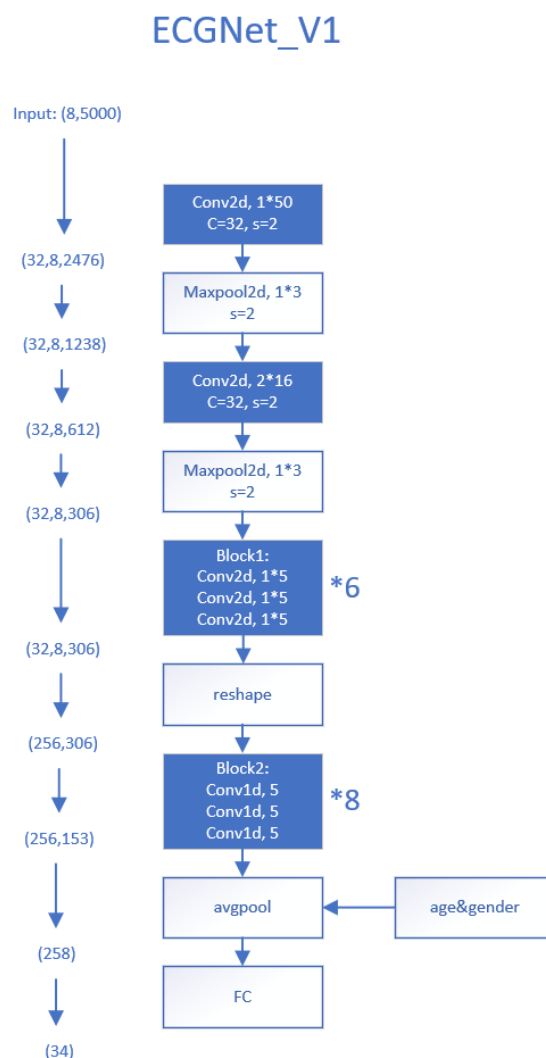 ECGNet_V1
Input: (8,5000)
Conv2d, 1*50
C=32, s=2
(32,8,2476)
Maxpool2d, 1*3
s=2
(32,8,1238)
Conv2d, 2*16
C=32, s=2
(32,8,612)
Maxpool2d, 1*3
s=2
(32,8,306)
Block1:
Conv2d, 1*5
Conv2d, 1*5
Conv2d, 1*5
*6
(32,8,306)
reshape
(256,306)
Block2:
Conv1d, 5
Conv1d, 5
Conv1d, 5
*8
(256,153)
avgpool
age&gender
(258)
FC
(34)